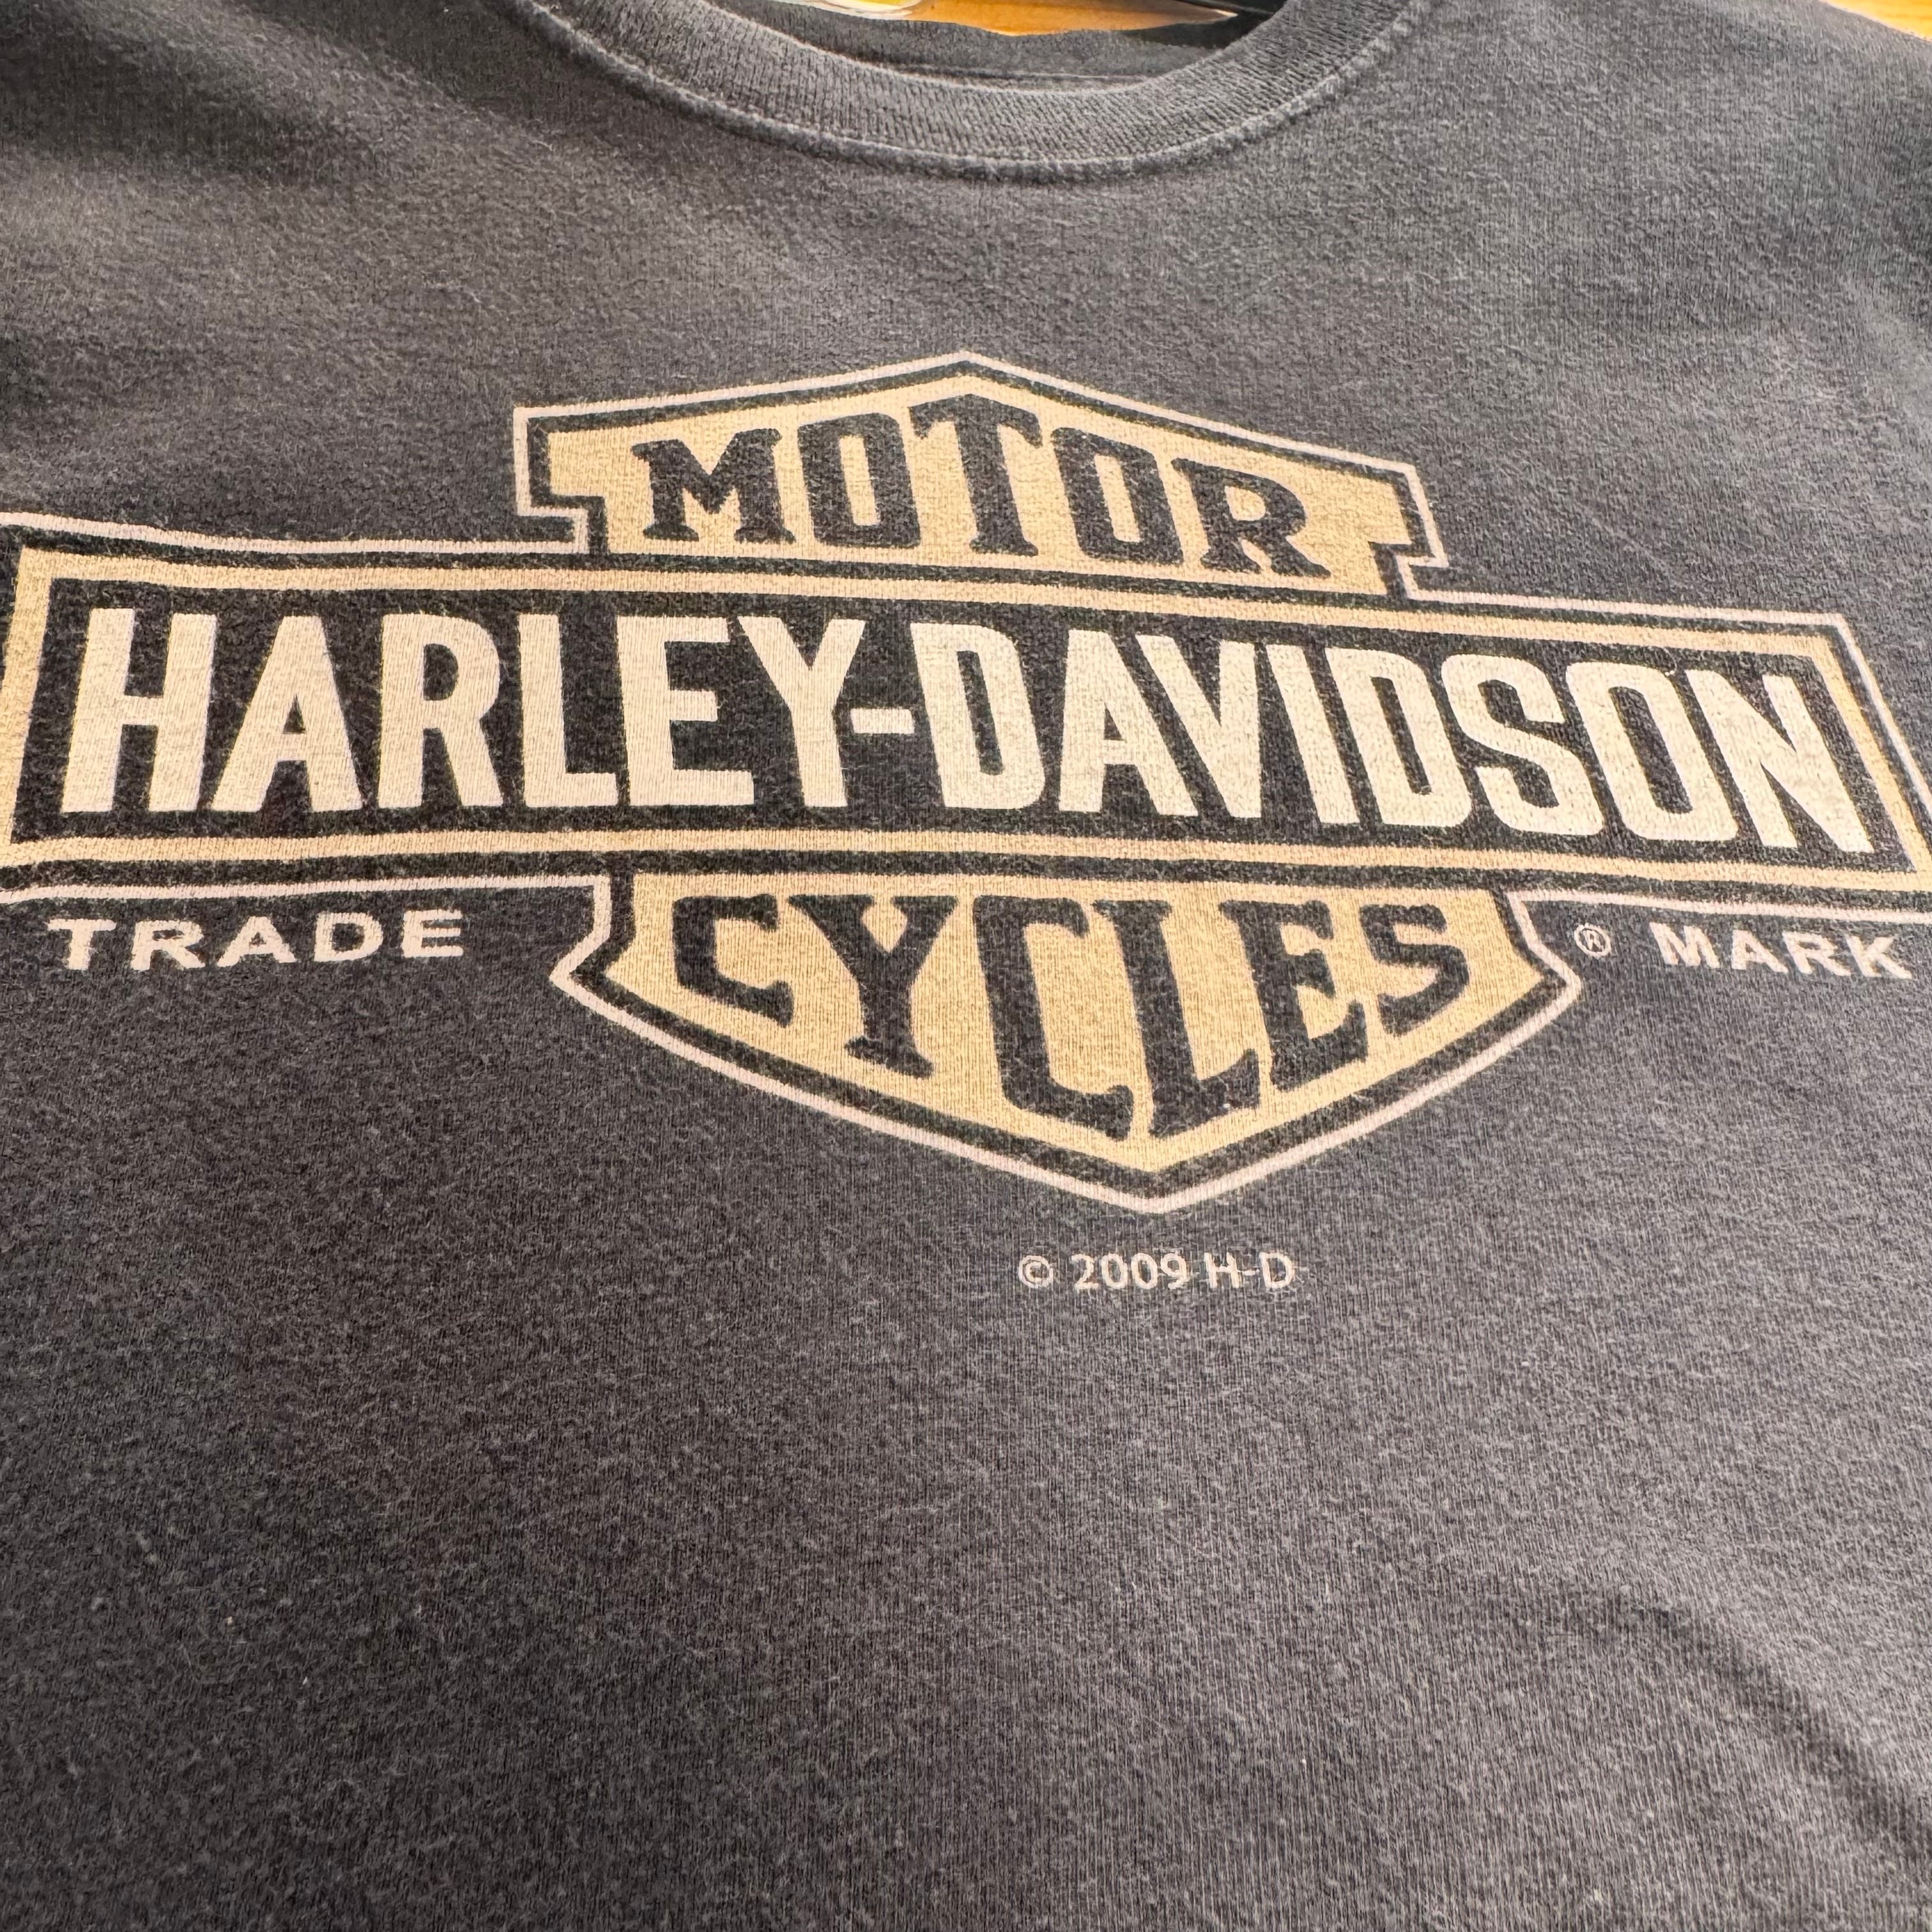 MOTOR
HARLEY-DAVIDSON
TRADE ® MARK
CYCLES
© 2009 H-D